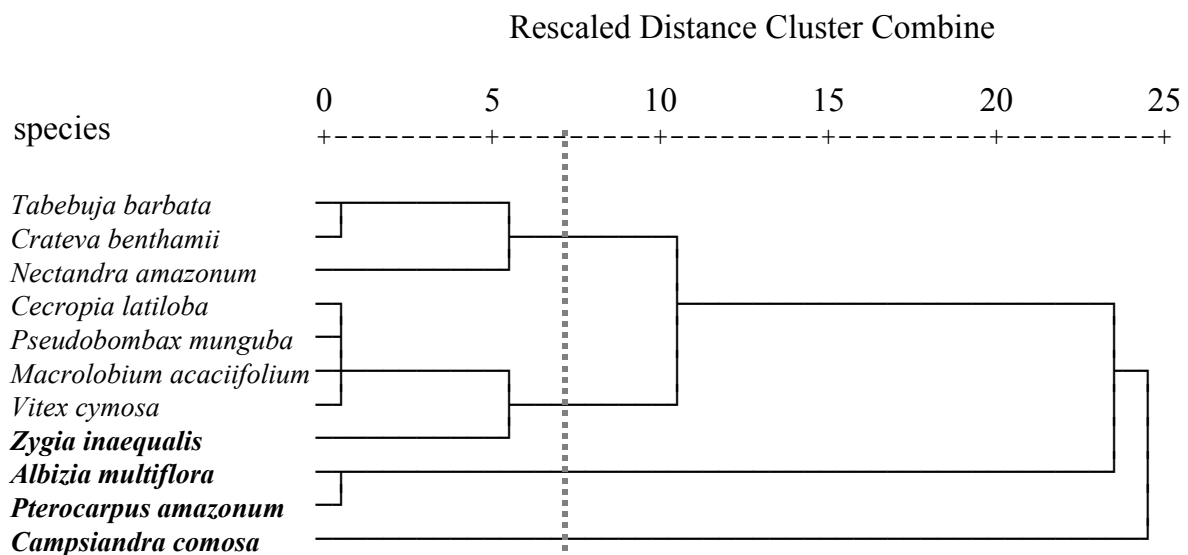 Rescaled Distance Cluster Combine
0 5 10 15 20 25
species
+---------+---------+---------+---------+---------+
Tabebuja barbata
Crateva benthamii
Nectandra amazonum
Cecropia latiloba
Pseudobombax munguba
Macrolobium acaciifolium
Vitex cymosa
Zygia inaequalis
Albizia multiflora
Pterocarpus amazonum
Campsiandra comosa